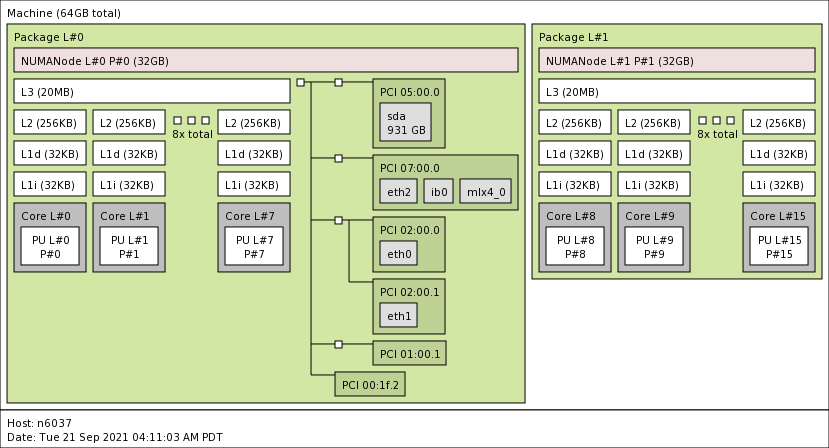 Machine (64GB total)
Package L#0
NUMANode L#0 P#0 (32GB)
L3 (20MB)
L2 (256KB)
L2 (256KB)
8x total
L2 (256KB)
L1d (32KB)
L1d (32KB)
L1d (32KB)
L1i (32KB)
L1i (32KB)
L1i (32KB)
Core L#0
PU L#0
P#0
Core L#1
PU L#1
P#1
Core L#7
PU L#7
P#7
PCI 05:00.0
sda
931 GB
PCI 07:00.0
eth2
ib0
mlx4_0
PCI 02:00.0
eth0
PCI 02:00.1
eth1
PCI 01:00.1
PCI 00:1f.2
Package L#1
NUMANode L#1 P#1 (32GB)
L3 (20MB)
L2 (256KB)
L2 (256KB)
8x total
L2 (256KB)
L1d (32KB)
L1d (32KB)
L1d (32KB)
L1i (32KB)
L1i (32KB)
L1i (32KB)
Core L#8
PU L#8
P#8
Core L#9
PU L#9
P#9
Core L#15
PU L#15
P#15
Host: n6037
Date: Tue 21 Sep 2021 04:11:03 AM PDT